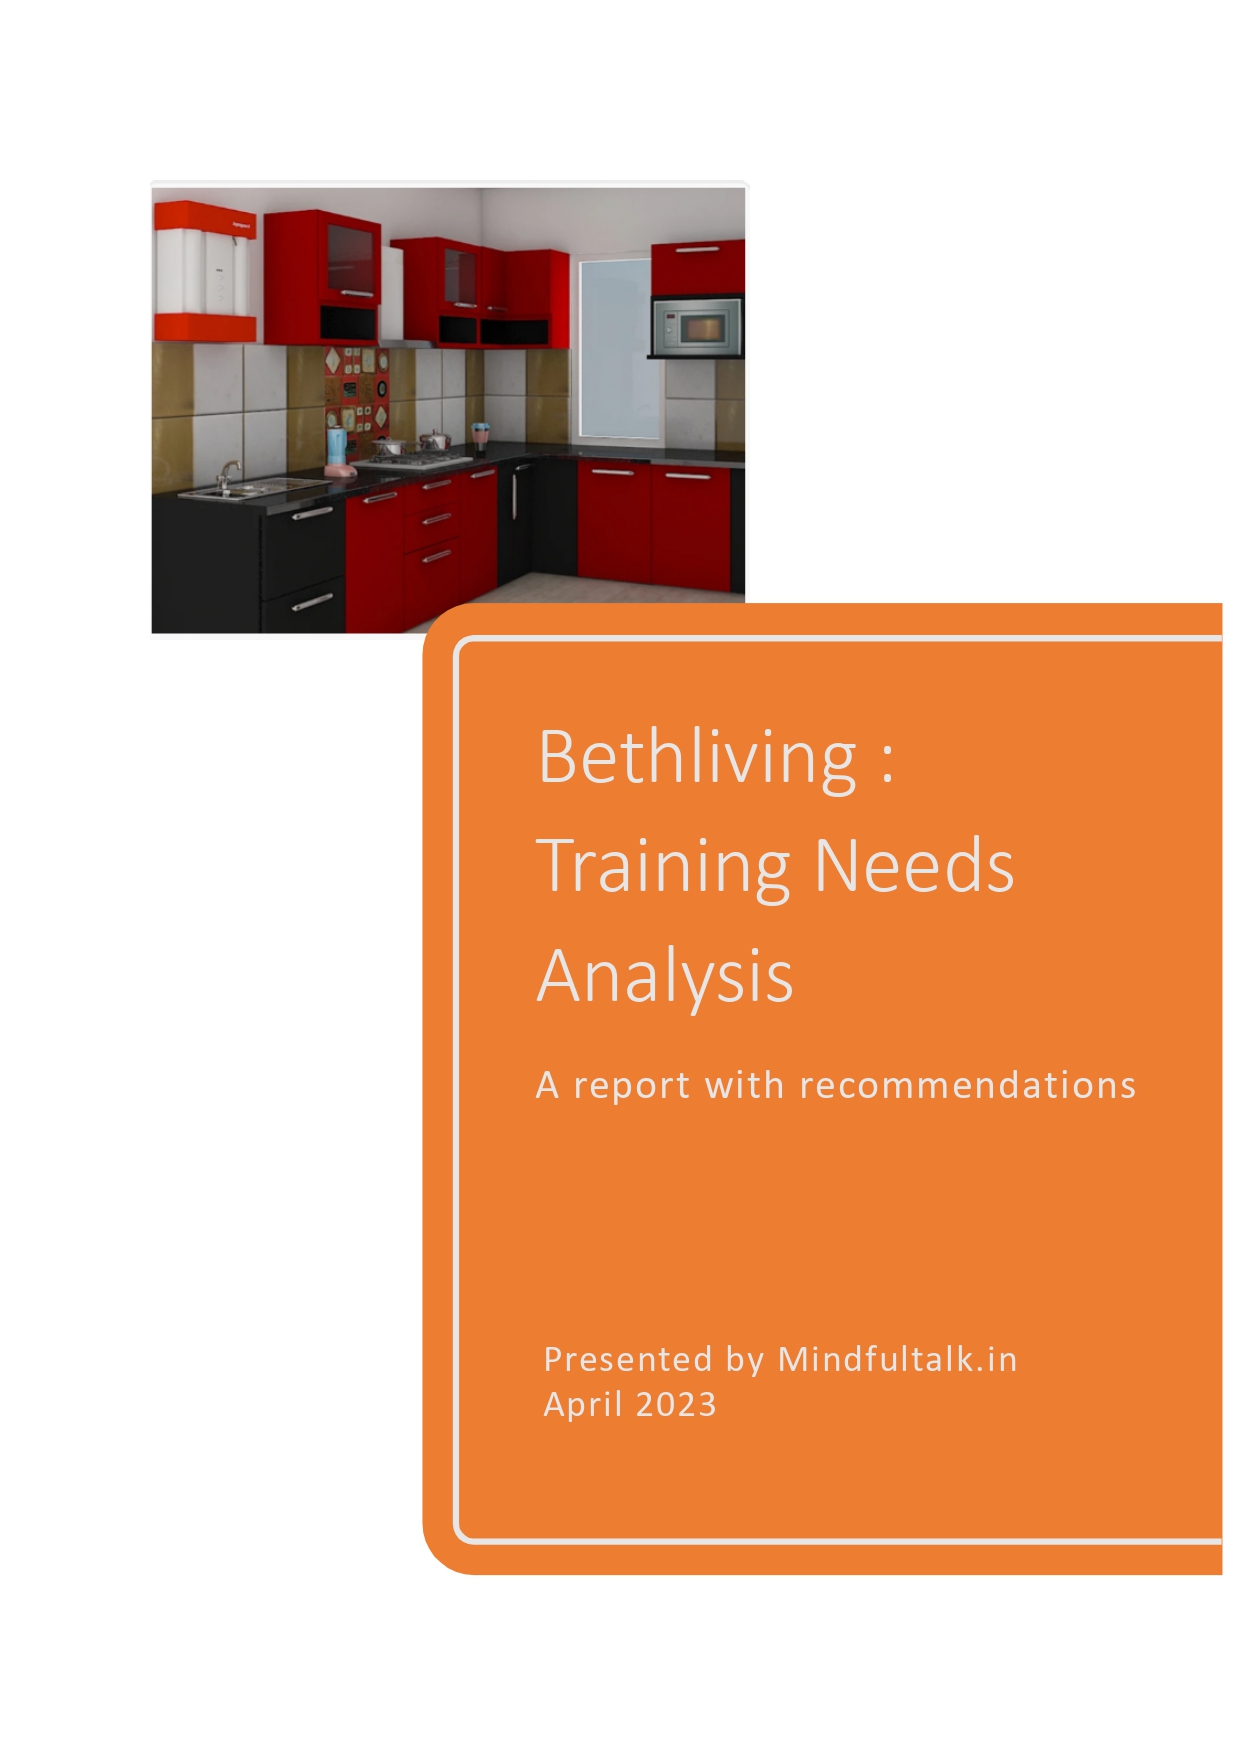 Bethliving :
Training Needs
Analysis
A report with recommendations
Presented by Mindfultalk.in
April 2023